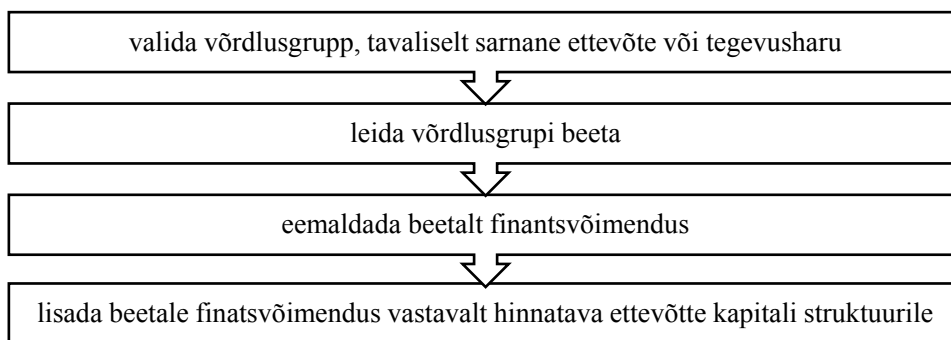 valida võrdlusgrupp, tavaliselt sarnane ettevõte või tegevusharu
leida võrdlusgrupi beeta
eemaldada beetalt finantsvõimendus
lisada beetale finatsvõimendus vastavalt hinnatava ettevõtte kapitali struktuurile